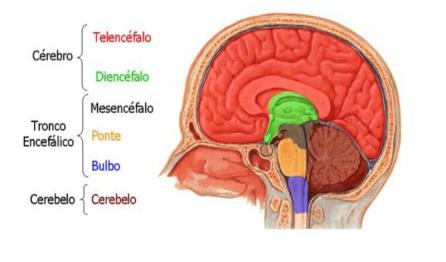 Cérebro
Telencéfalo
Diencéfalo
Tronco
Encefálico
Mesencéfalo
Ponte
Bulbo
Cerebelo
Cerebelo